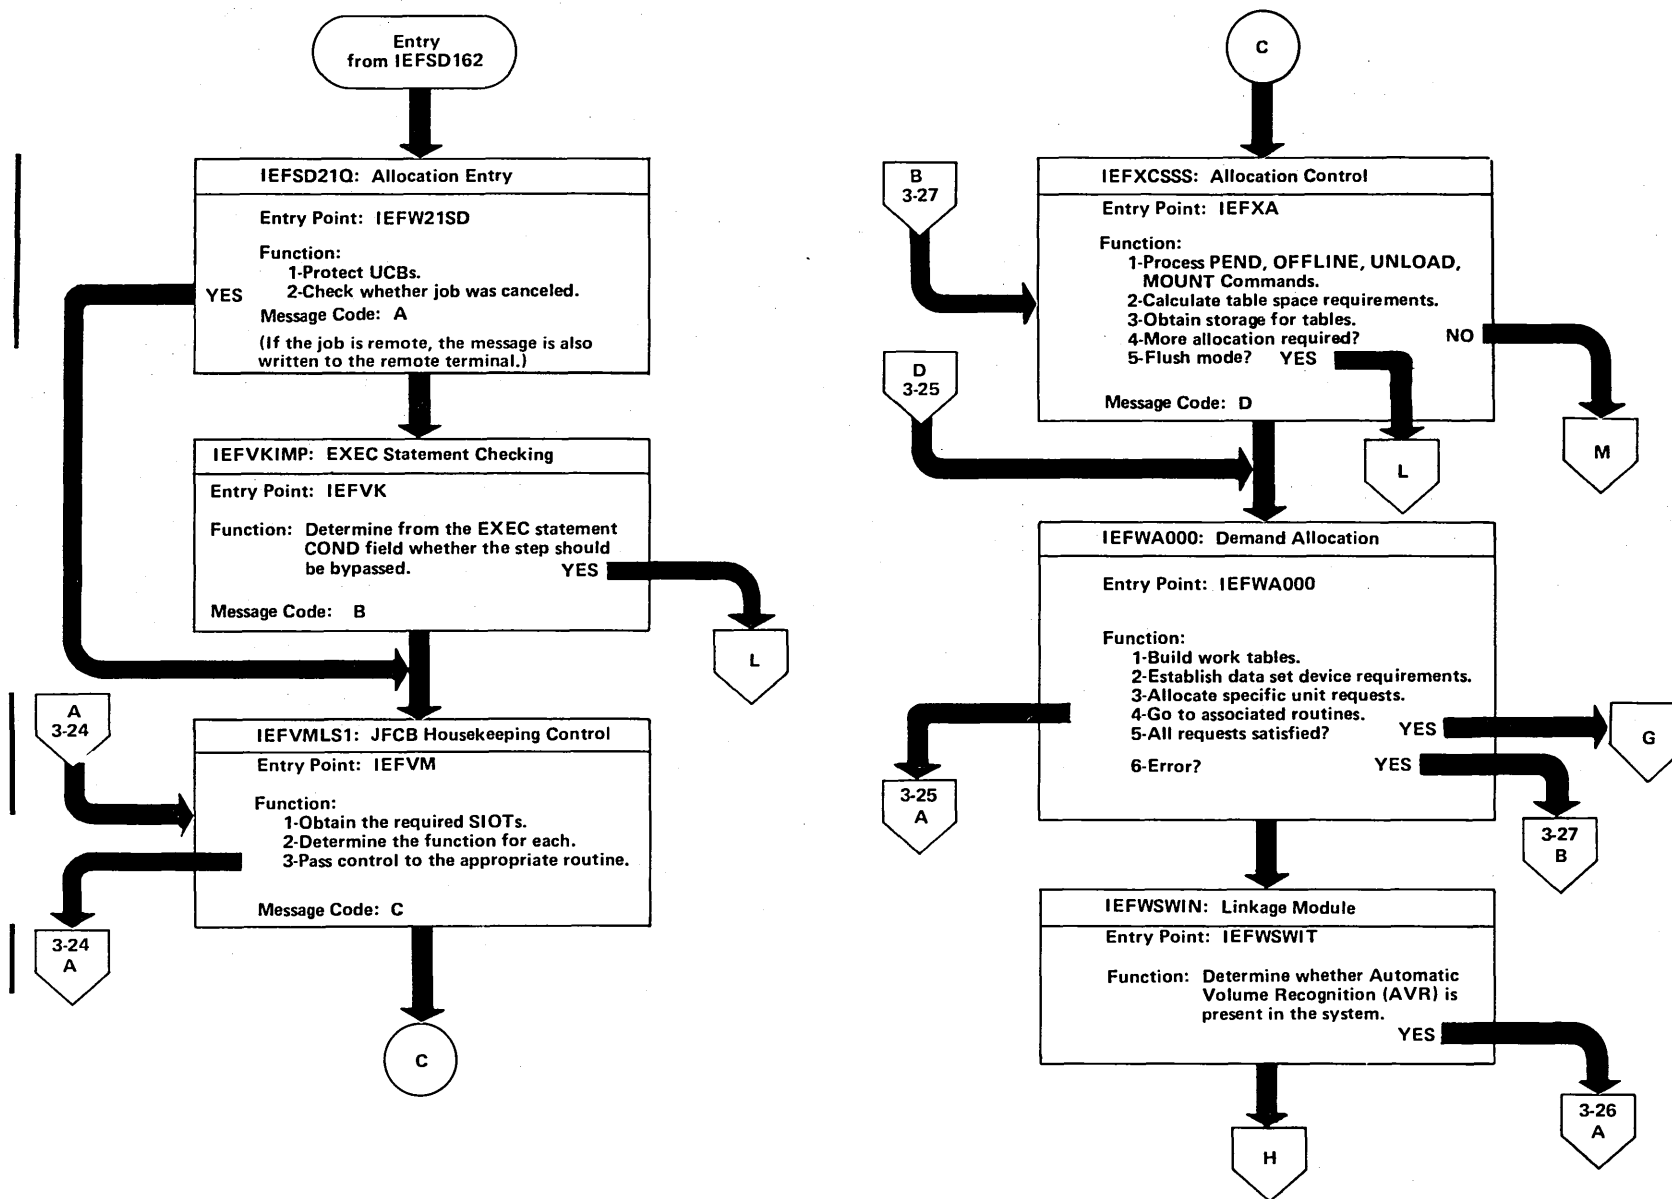 Entry
from IEFSD162
IEFSD21Q: Allocation Entry
Entry Point: IEFW21SD
Function:
1-Protect UCBs.
2-Check whether job was canceled.
YES
Message Code: A
(If the job is remote, the message is also
written to the remote terminal.)
IEFVKIMP: EXEC Statement Checking
Entry Point: IEFVK
Function: Determine from the EXEC statement
COND field whether the step should
be bypassed. YES
Message Code: B
L
A
3-24
IEFVMLS1: JFCB Housekeeping Control
Entry Point: IEFVM
Function:
1-Obtain the required SIOTs.
2-Determine the function for each.
3-Pass control to the appropriate routine.
Message Code: C
3-24
A
C
C
B
3-27
IEFXCSSS: Allocation Control
Entry Point: IEFXA
Function:
1-Process PEND, OFFLINE, UNLOAD,
MOUNT Commands.
2-Calculate table space requirements.
3-Obtain storage for tables.
4-More allocation required? NO
5-Flush mode? YES
Message Code: D
D
3-25
L
M
IEFWA000: Demand Allocation
Entry Point: IEFWA000
Function:
1-Build work tables.
2-Establish data set device requirements.
3-Allocate specific unit requests.
4-Go to associated routines.
5-All requests satisfied? YES
6-Error? YES
G
3-25
A
3-27
B
IEFWSWIN: Linkage Module
Entry Point: IEFWSWIT
Function: Determine whether Automatic
Volume Recognition (AVR) is
present in the system.
YES
3-26
A
H